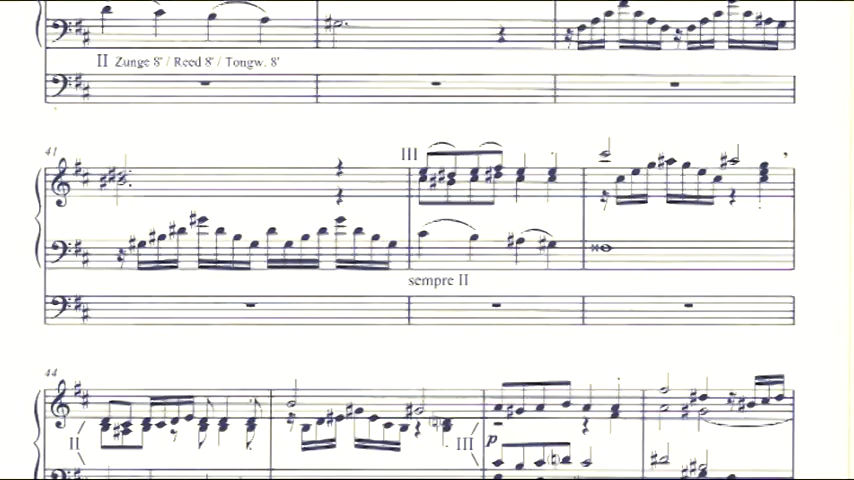 II Zunge 8' / Reed 8' / Tongw. 8'
41
III
sempre II
44
II
III
p